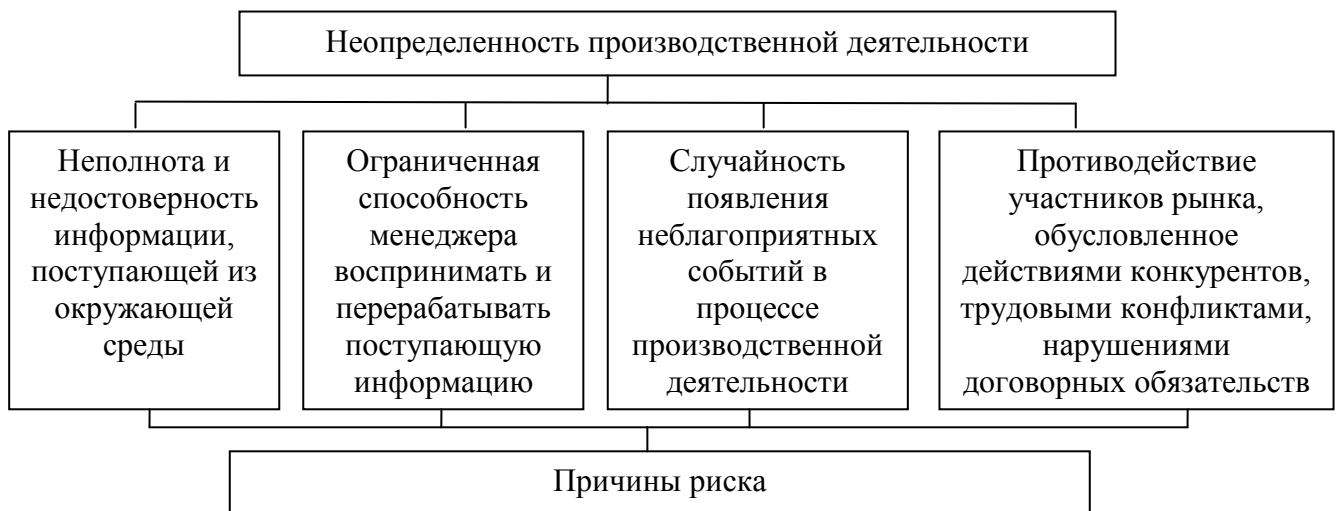 Неопределенность производственной деятельности
Неполнота и
недостоверность
информации,
поступающей из
окружающей
среды
Ограниченная
способность
менеджера
воспринимать и
перерабатывать
поступающую
информацию
Случайность
появления
неблагоприятных
событий в
процессе
производственной
деятельности
Противодействие
участников рынка,
обусловленное
действиями конкурентов,
трудовыми конфликтами,
нарушениями
договорных обязательств
Причины риска